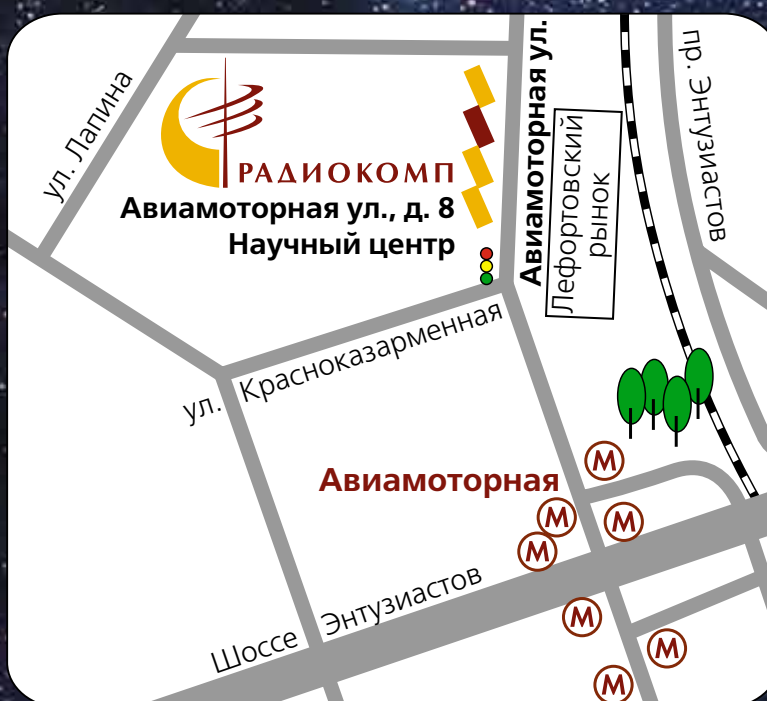 ул. Лапина
РАДИОКОМП
Авиамоторная ул., д. 8
Научный центр
Авиамоторная ул.
Лефортовский
рынок
пр. Энтузиастов
ул. Красноказарменная
Авиамоторная
М
М
М
М
Шоссе Энтузиастов
М
М
М